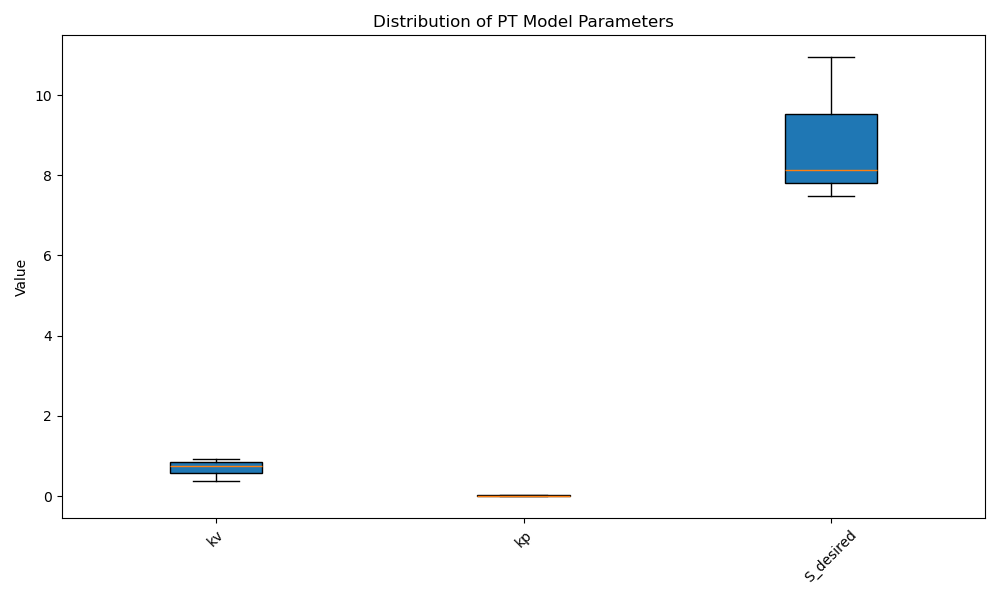 Distribution of PT Model Parameters
Value
10
8
6
4
2
0
kv
kp
S_desired